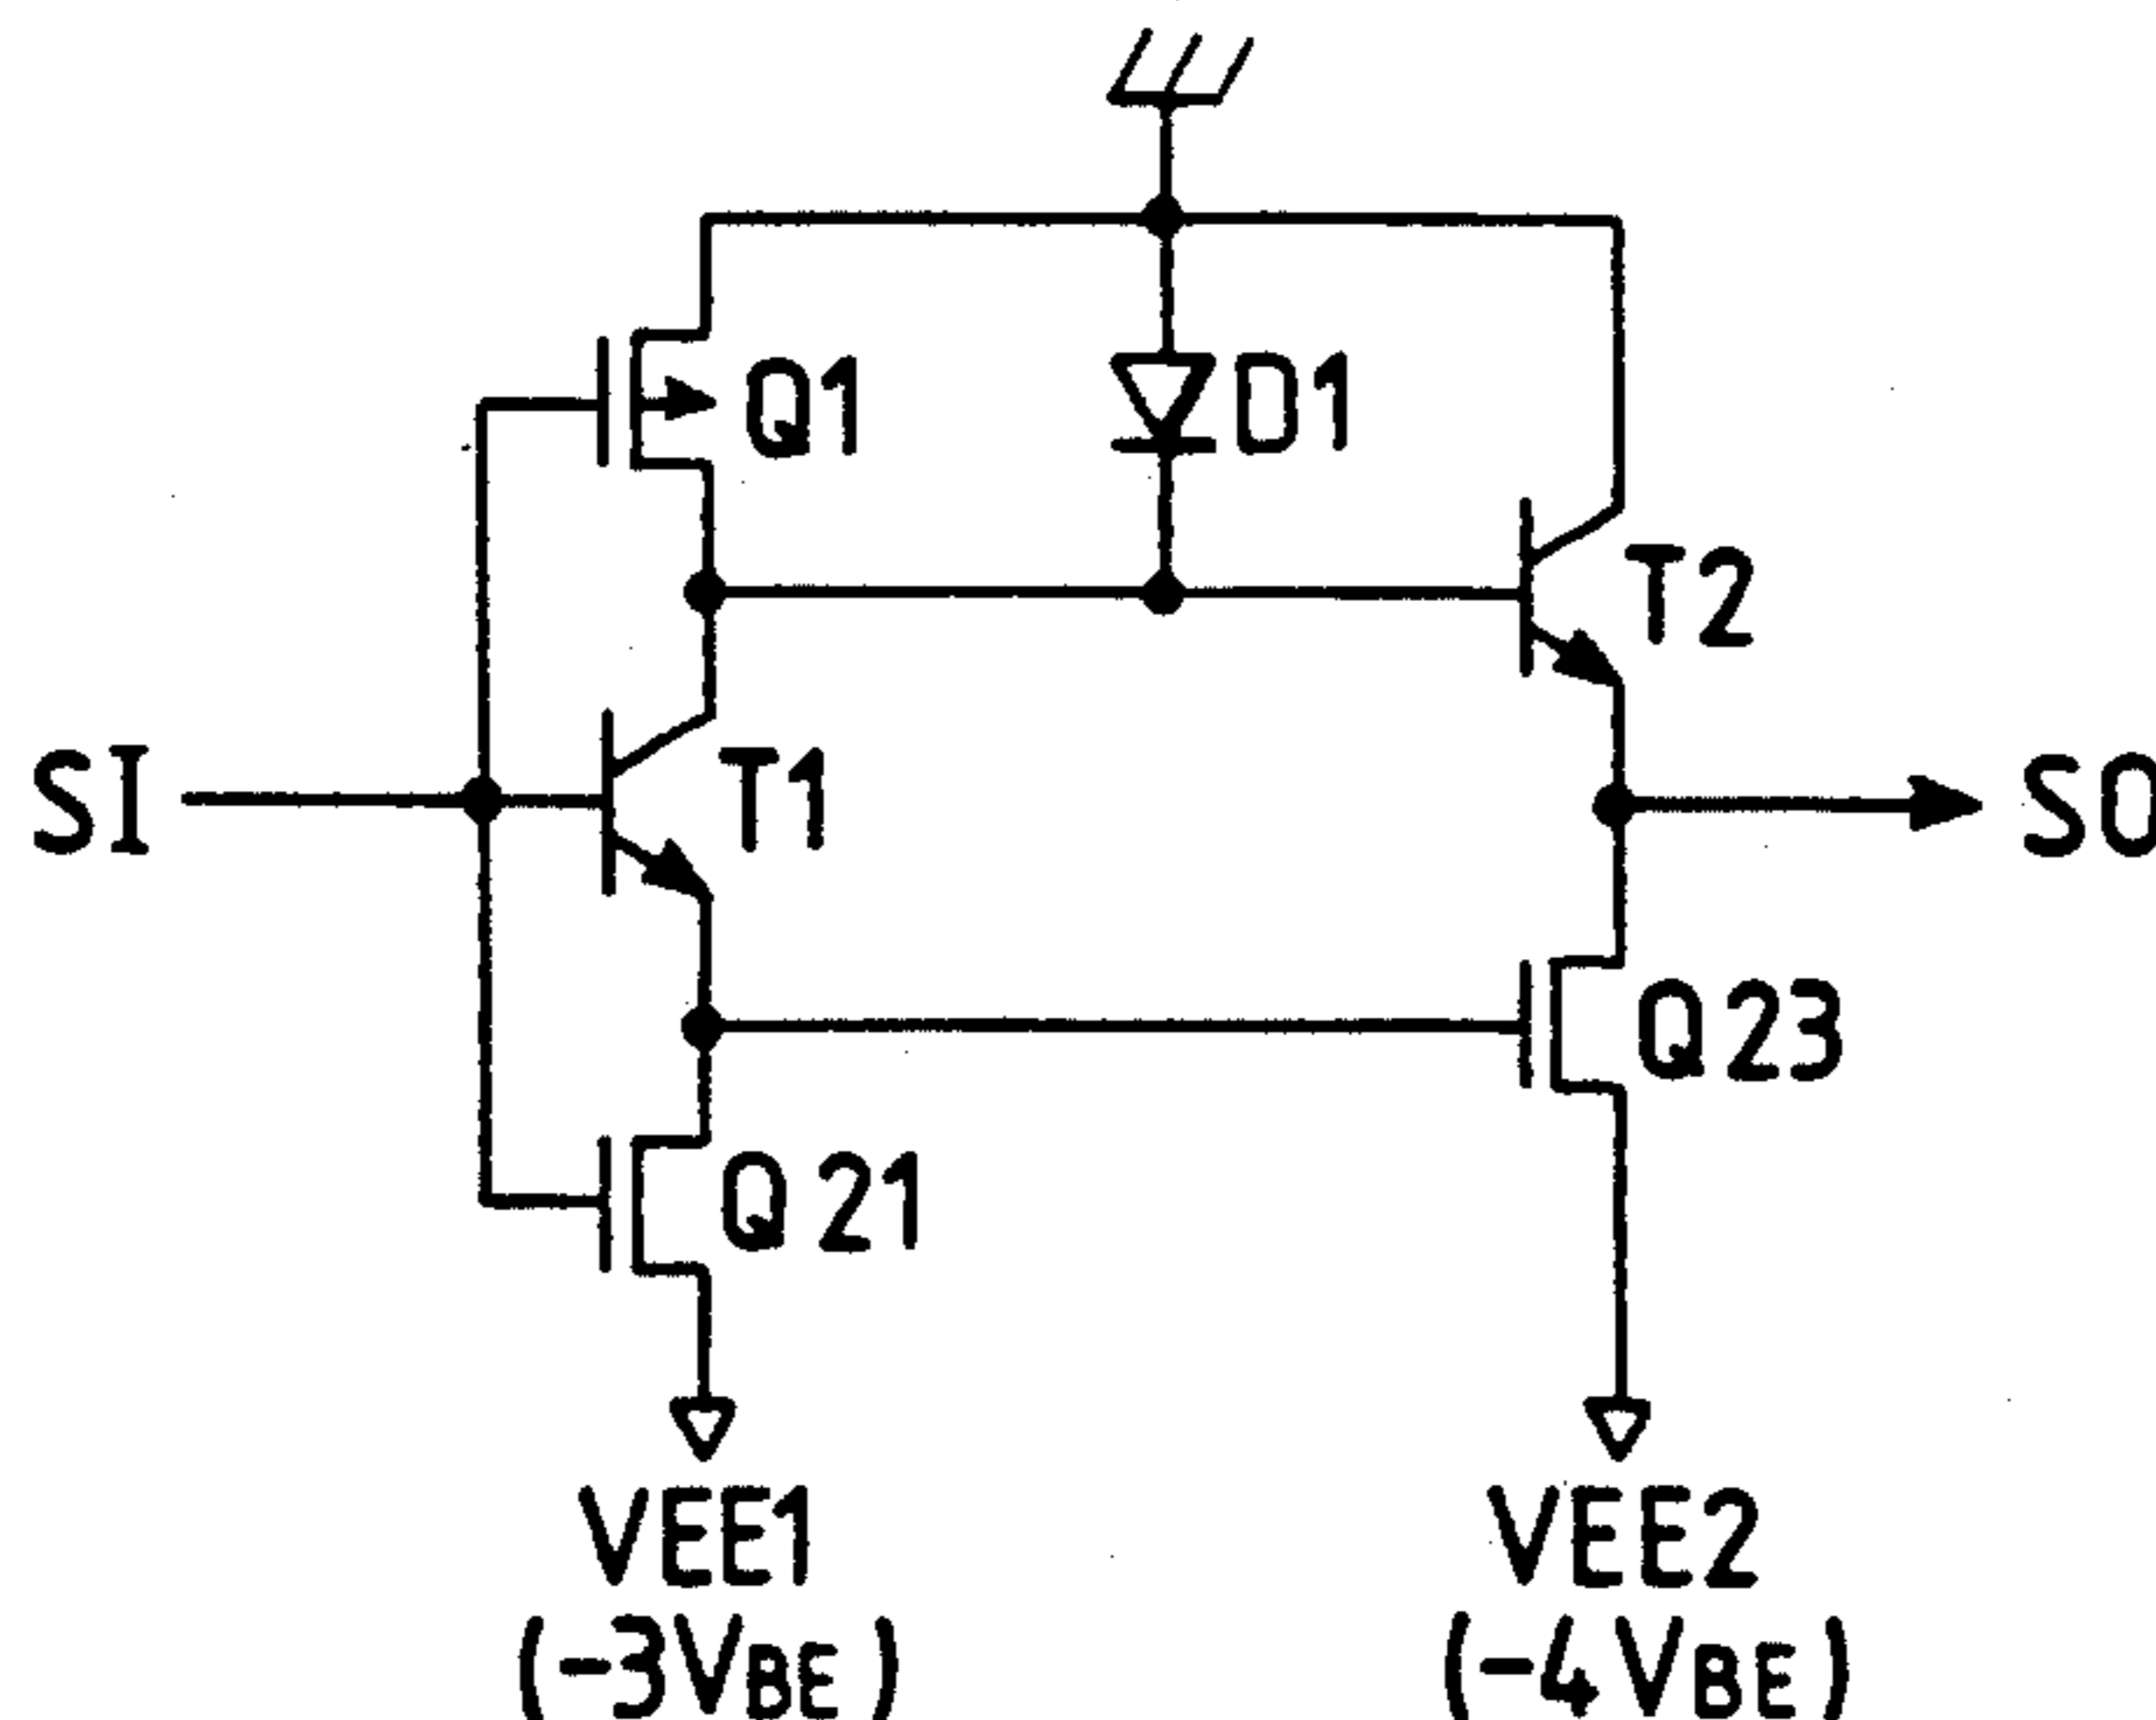 Q1
D1
T2
SI
T1
SO
Q23
Q21
VEE1
(-3VBE)
VEE2
(-4VBE)